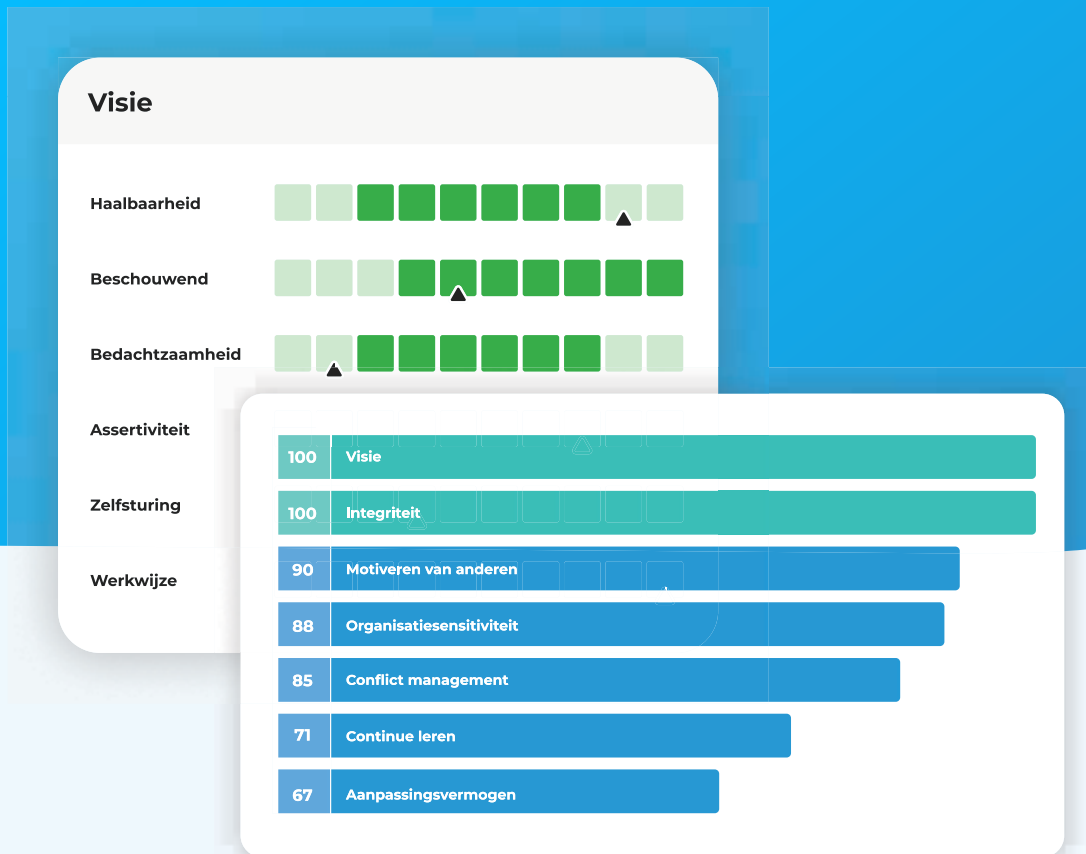 Visie
Haalbaarheid
Beschouwend
Bedachtzaamheid
Assertiviteit
Zelfsturing
Werkwijze
100 Visie
100 Integriteit
90 Motiveren van anderen
88 Organisatiesensitiviteit
85 Conflict management
71 Continue leren
67 Aanpassingsvermogen